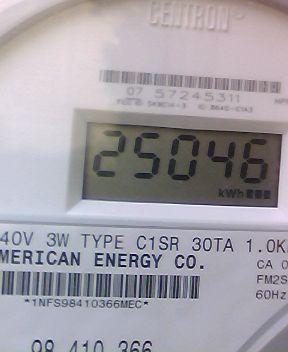 CENTRON
07 57245311
25046
kWh
40V 3W TYPE C1SR 30TA 1.0K
MERICAN ENERGY CO.
CA 0
FM2S
60Hz
*1NFS98410366MEC*
98 410 366